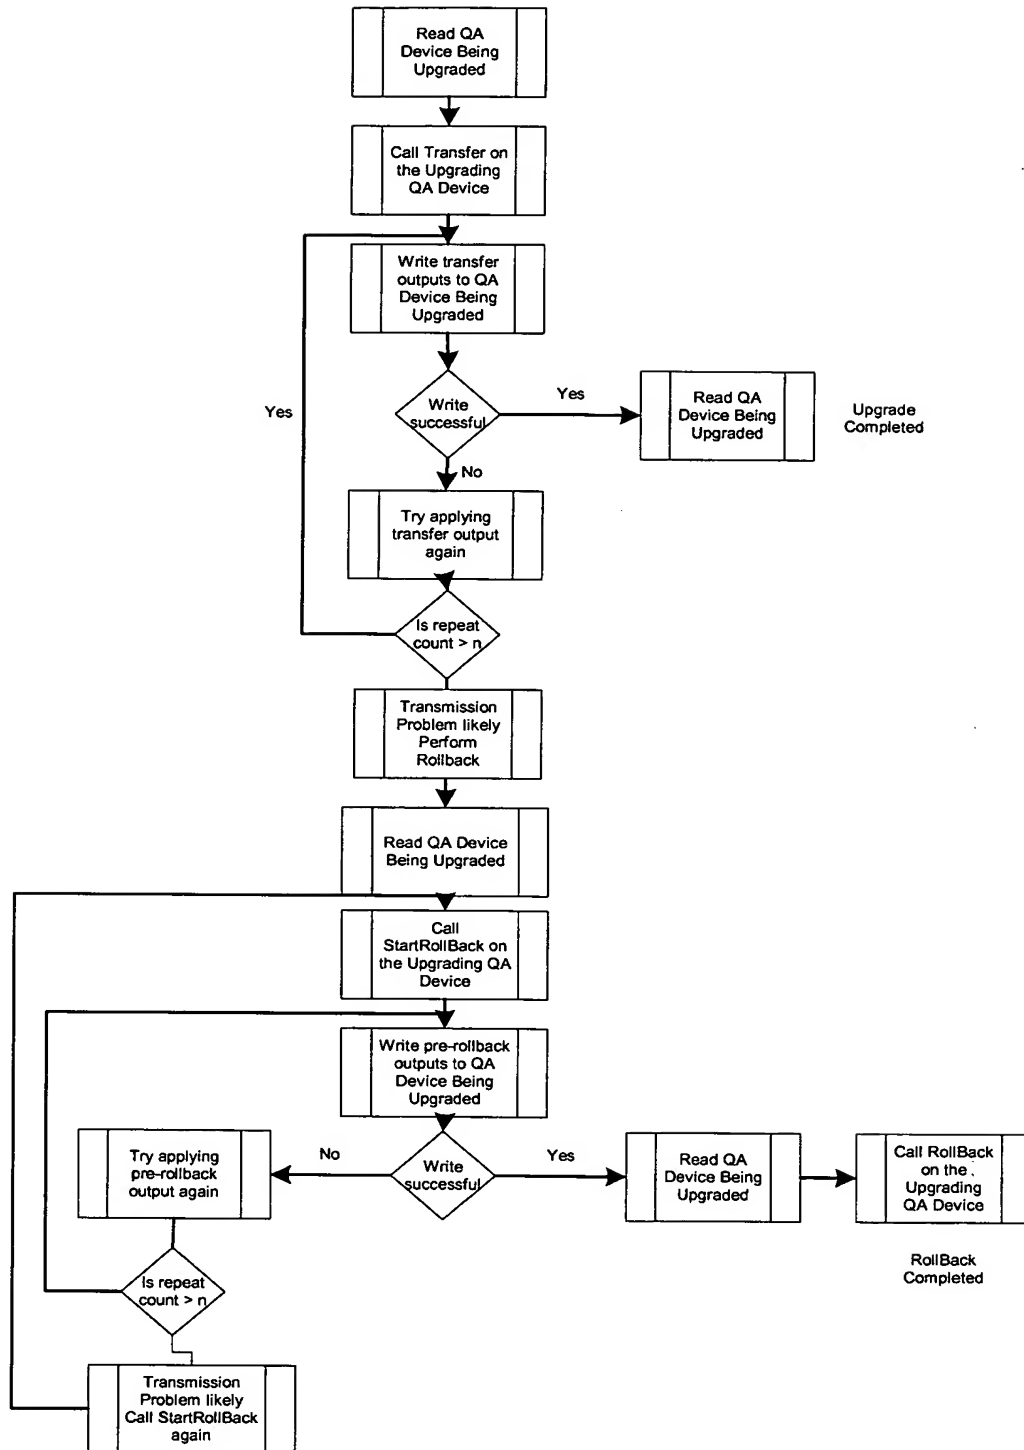 Read QA
Device Being
Upgraded
Call Transfer on
the Upgrading
QA Device
Write transfer
outputs to QA
Device Being
Upgraded
Yes
Write
successful
Yes
Read QA
Device Being
Upgraded
Upgrade
Completed
No
Try applying
transfer output
again
Is repeat
count > n
Transmission
Problem likely
Perform
Rollback
Read QA Device
Being Upgraded
Call
StartRollBack on
the Upgrading QA
Device
Write pre-rollback
outputs to QA
Device Being
Upgraded
Try applying
pre-rollback
output again
No
Write
successful
Yes
Read QA
Device Being
Upgraded
Call RollBack
on the
Upgrading
QA Device
RollBack
Completed
Is repeat
count > n
Transmission
Problem likely
Call StartRollBack
again